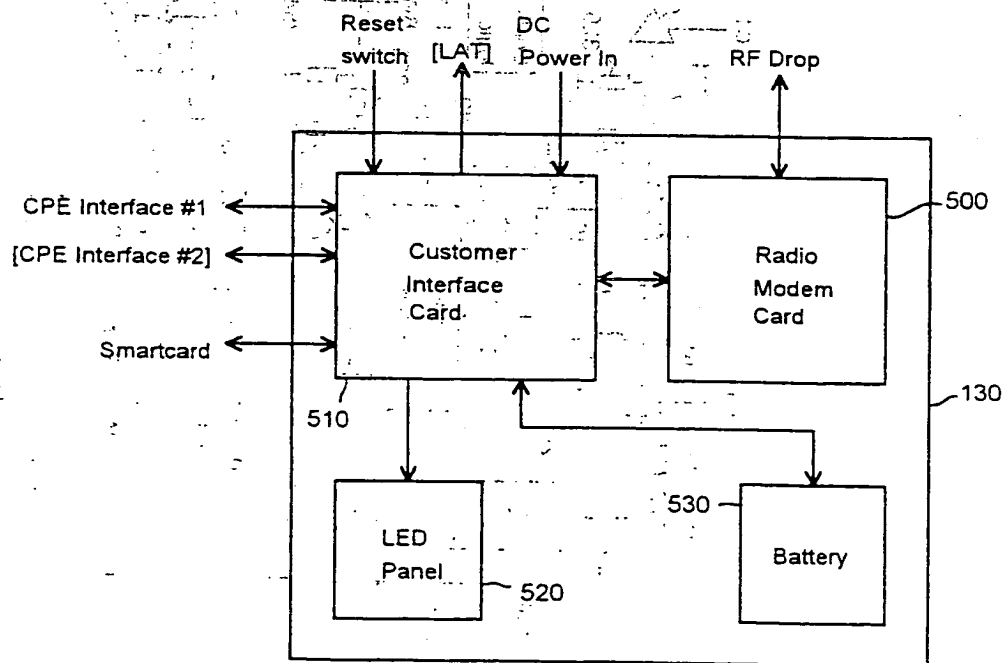 Reset
switch
[LAT]
DC
Power In
RF Drop
CPE Interface #1
[CPE Interface #2]
Smartcard
Customer
Interface
Card
510
Radio
Modem
Card
500
130
LED
Panel
520
530
Battery